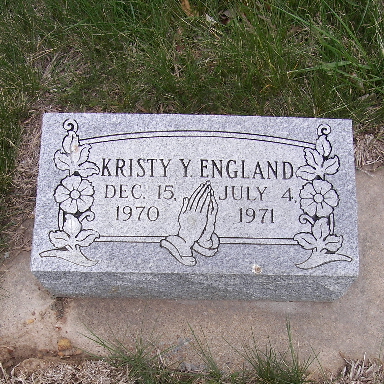 KRISTY Y. ENGLAND
DEC. 15, JULY 4,
1970 1971